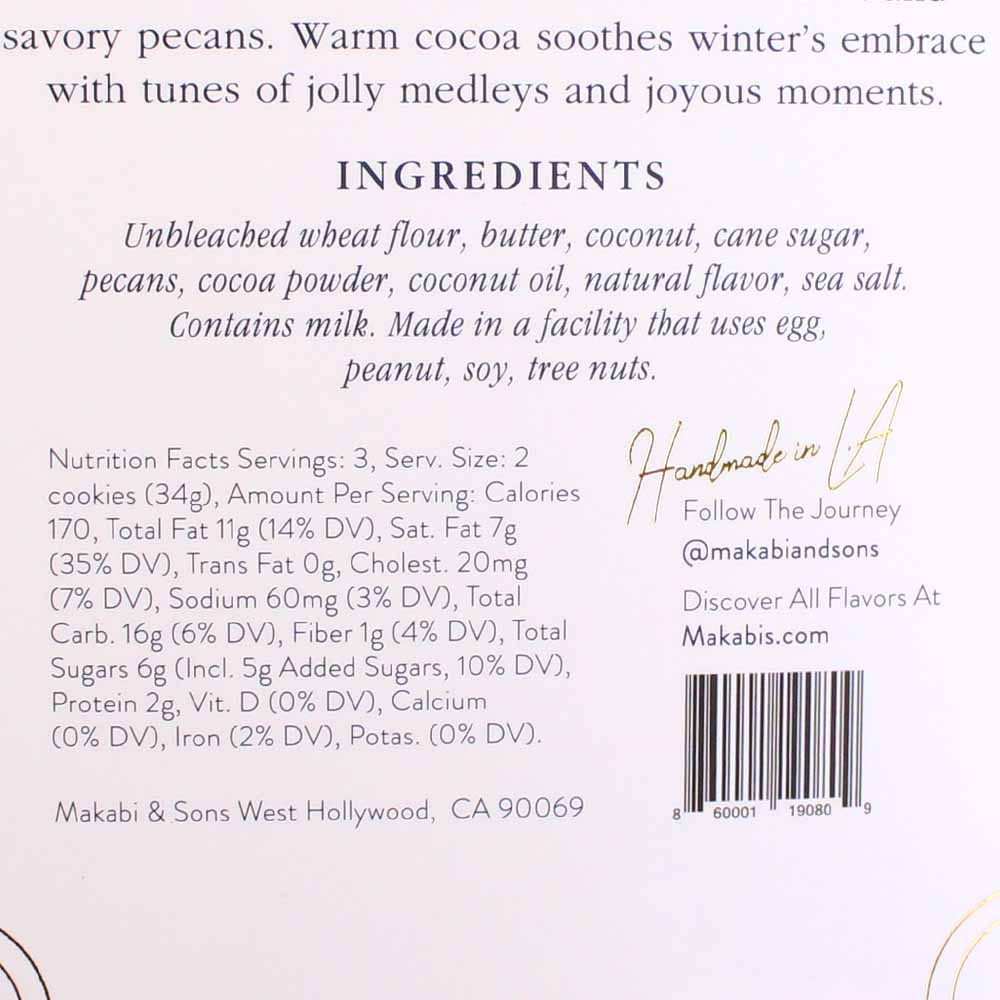 savory pecans. Warm cocoa soothes winter's embrace
with tunes of jolly medleys and joyous moments.
INGREDIENTS
Unbleached wheat flour, butter, coconut, cane sugar,
pecans, cocoa powder, coconut oil, natural flavor, sea salt.
Contains milk. Made in a facility that uses egg,
peanut, soy, tree nuts.
Nutrition Facts Servings: 3, Serv. Size: 2
cookies (34g), Amount Per Serving: Calories
170, Total Fat 11g (14% DV), Sat. Fat 7g
(35% DV), Trans Fat 0g, Cholest. 20mg
(7% DV), Sodium 60mg (3% DV), Total
Carb. 16g (6% DV), Fiber 1g (4% DV), Total
Sugars 6g (Incl. 5g Added Sugars, 10% DV),
Protein 2g, Vit. D (0% DV), Calcium
(0% DV), Iron (2% DV), Potas. (0% DV).
Makabi & Sons West Hollywood, CA 90069
Handmade in LA
Follow The Journey
@makabiandsons
Discover All Flavors At
Makabis.com
8 60001 19080 9